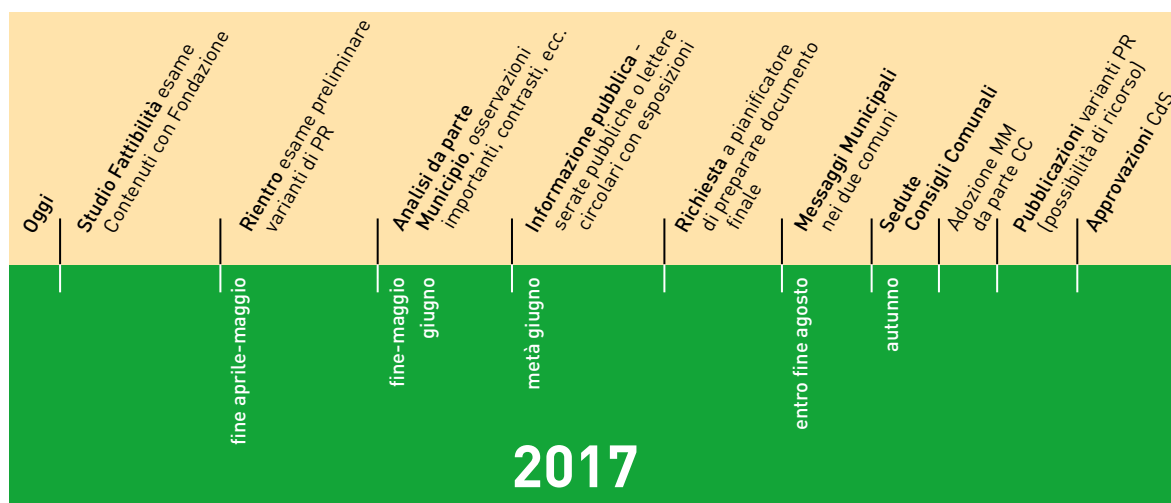 Oggi
Studio Fattibilità esame
Contenuti con Fondazione
Rientro esame preliminare
varianti di PR
Analisi da parte
Municipio, osservazioni
importanti, contrasti, ecc.
Informazione pubblica -
serate pubbliche o lettere
circolari con esposizioni
Richiesta a pianificatore
di preparare documento
finale
Messaggi Municipali
nei due comuni
Sedute
Consigli Comunali
Adozione MM
da parte CC
Pubblicazioni varianti PR
(possibilità di ricorso)
Approvazioni CdS
fine aprile-maggio
fine-maggio
giugno
metà giugno
entro fine agosto
autunno
2017